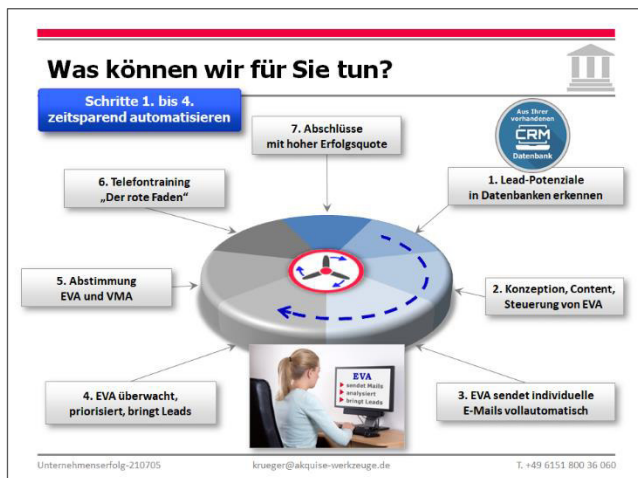 Was können wir für Sie tun?
Schritte 1. bis 4.
zeitsparend automatisieren
7. Abschlüsse
mit hoher Erfolgsquote
Aus Ihrer
vorhandenen
CRM
Datenbank
6. Telefontraining
„Der rote Faden“
1. Lead-Potenziale
in Datenbanken erkennen
5. Abstimmung
EVA und VMA
2. Konzeption, Content,
Steuerung von EVA
4. EVA überwacht,
priorisiert, bringt Leads
EVA
sendet Mails
analysiert
bringt Leads
3. EVA sendet individuelle
E-Mails vollautomatisch
Unternehmenserfolg-210705
krueger@akquise-werkzeuge.de
T. +49 6151 800 36 060